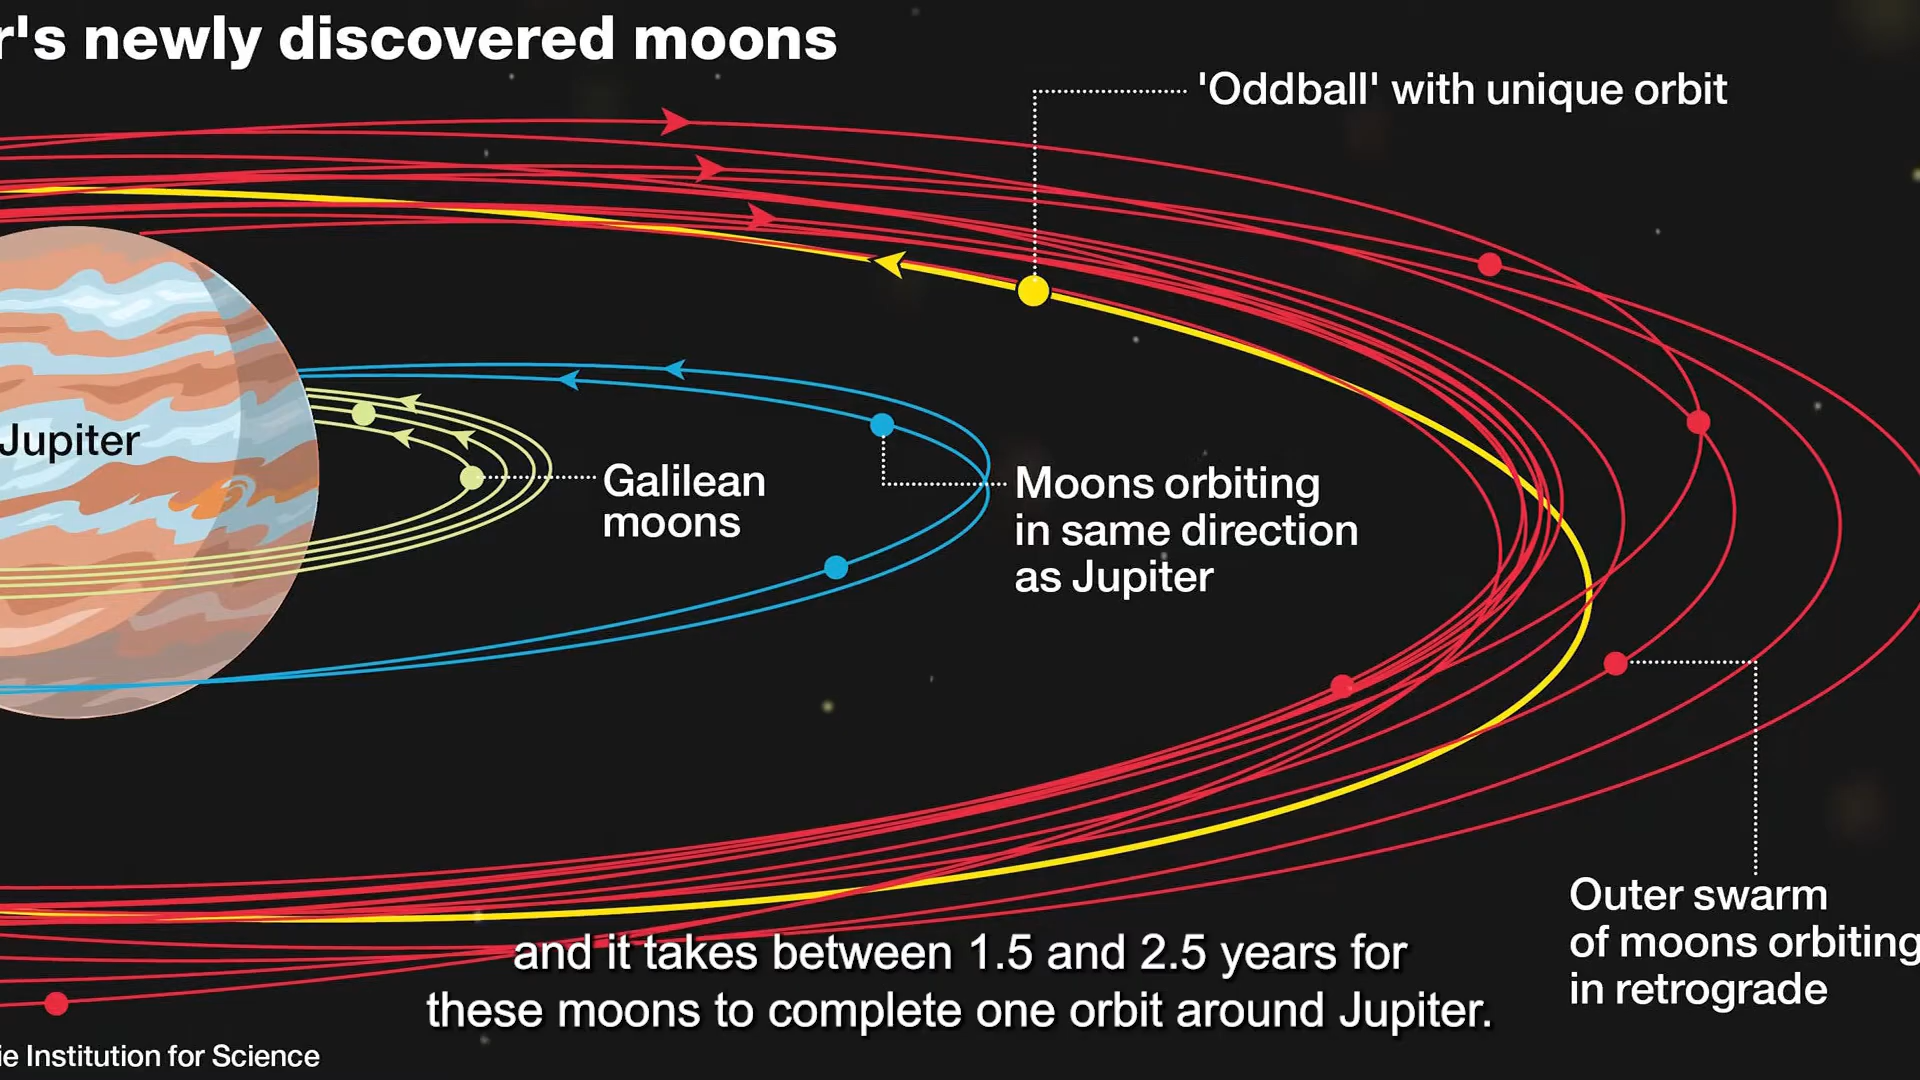 r's newly discovered moons
'Oddball' with unique orbit
Jupiter
Galilean
moons
Moons orbiting
in same direction
as Jupiter
Outer swarm
of moons orbiting
in retrograde
and it takes between 1.5 and 2.5 years for
these moons to complete one orbit around Jupiter.
ie Institution for Science